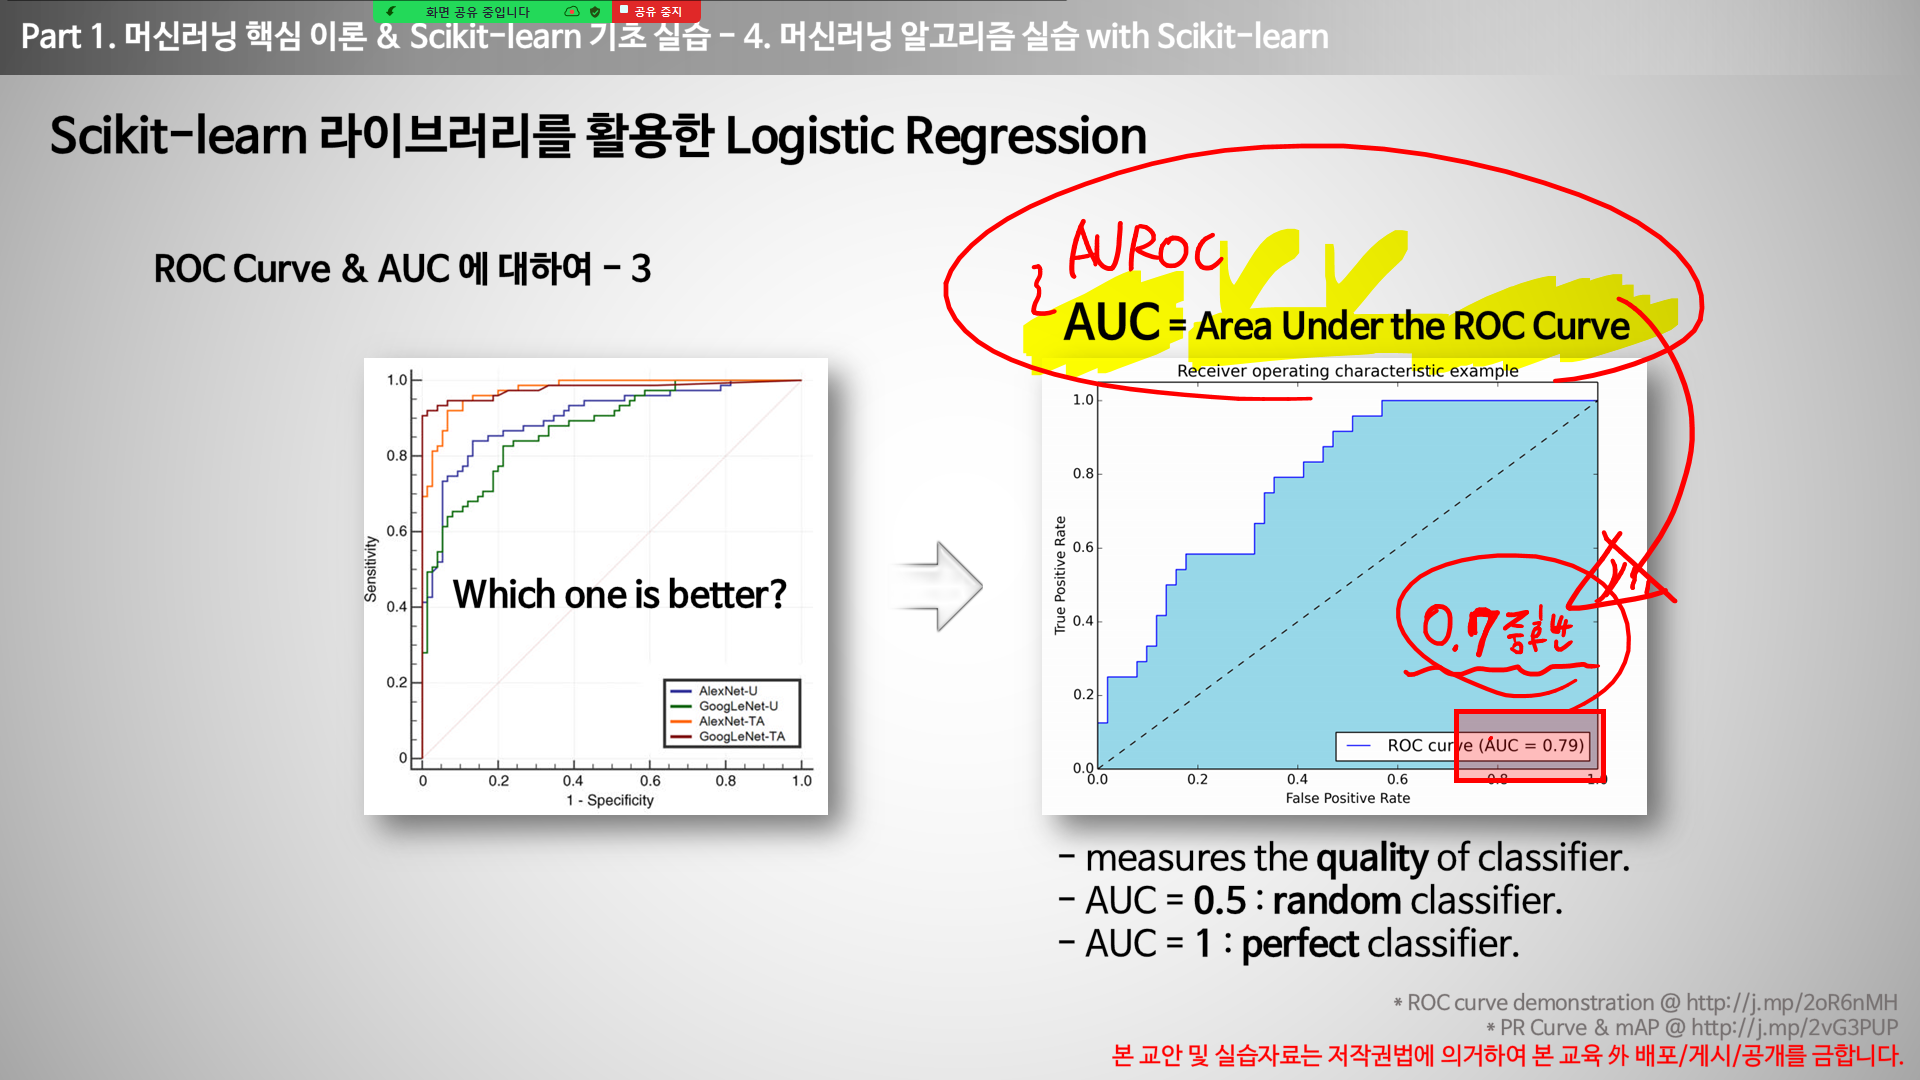 화면 공유 중입니다
공유 중지
Part 1. 머신러닝 핵심 이론 & Scikit-learn 기초 실습 - 4. 머신러닝 알고리즘 실습 with Scikit-learn
Scikit-learn 라이브러리를 활용한 Logistic Regression
ROC Curve & AUC 에 대하여 - 3
AUROC
AUC = Area Under the ROC Curve
1.0
0.8
0.6
0.4
0.2
0
Sensitivity
Which one is better?
AlexNet-U
GoogLeNet-U
AlexNet-TA
GoogLeNet-TA
0 0.2 0.4 0.6 0.8 1.0
1 - Specificity
Receiver operating characteristic example
1.0
0.8
0.6
0.4
0.2
0.0
True Positive Rate
0.7 중후반
ROC curve (AUC = 0.79)
0.0 0.2 0.4 0.6 0.8 1.0
False Positive Rate
- measures the quality of classifier.
- AUC = 0.5 : random classifier.
- AUC = 1 : perfect classifier.
* ROC curve demonstration @ http://j.mp/2oR6nMH
* PR Curve & mAP @ http://j.mp/2vG3PUP
본 교안 및 실습자료는 저작권법에 의거하여 본 교육 外 배포/게시/공개를 금합니다.